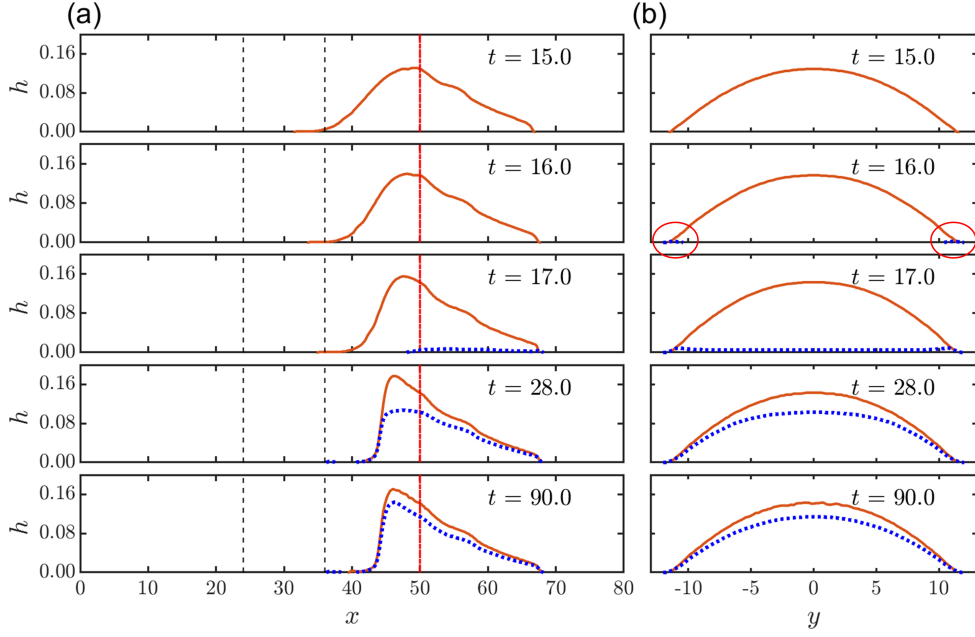 (a) (b)
h 0.16 0.08 0.00 t = 15.0 t = 15.0
h 0.16 0.08 0.00 t = 16.0 t = 16.0
h 0.16 0.08 0.00 t = 17.0 t = 17.0
h 0.16 0.08 0.00 t = 28.0 t = 28.0
h 0.16 0.08 0.00 t = 90.0 t = 90.0
0 10 20 30 40 50 60 70 80 -10 -5 0 5 10
x y